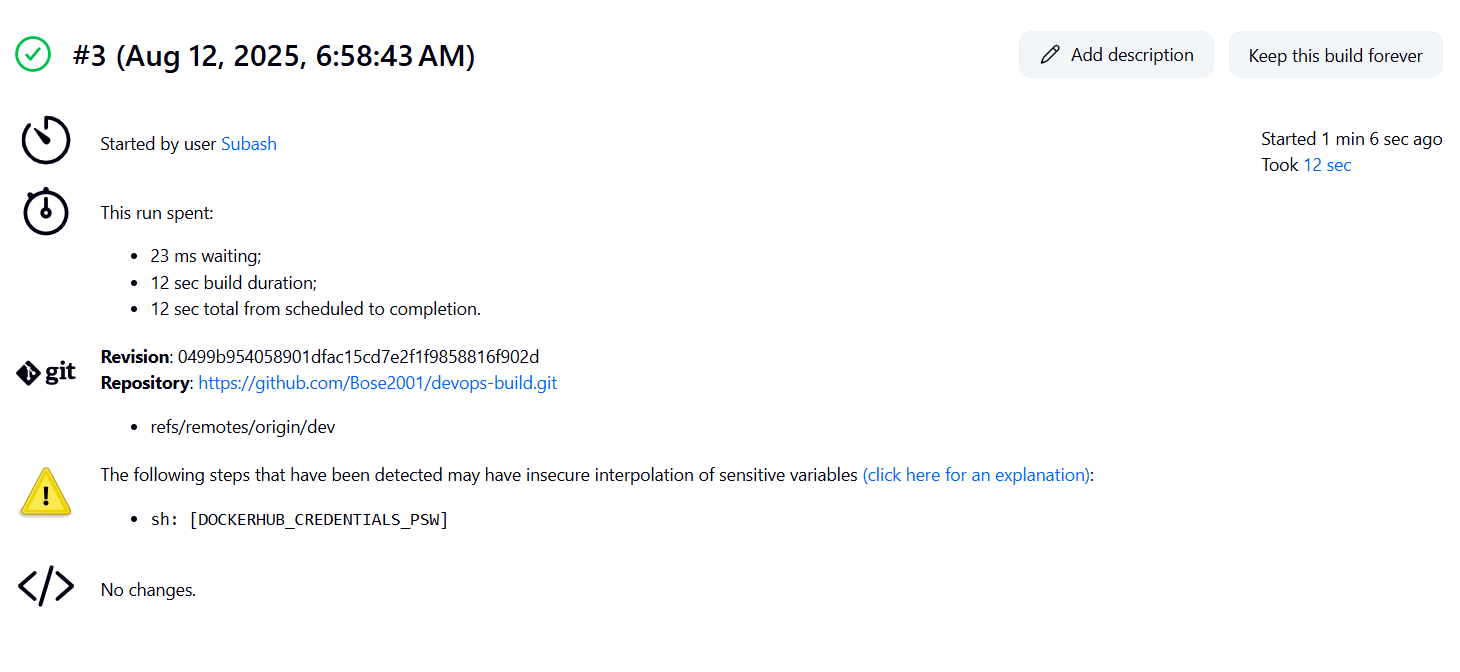 #3 (Aug 12, 2025, 6:58:43 AM)
Add description
Keep this build forever
Started by user Subash
Started 1 min 6 sec ago
Took 12 sec
This run spent:
23 ms waiting;
12 sec build duration;
12 sec total from scheduled to completion.
git
Revision: 0499b954058901dfac15cd7e2f1f9858816f902d
Repository: https://github.com/Bose2001/devops-build.git
refs/remotes/origin/dev
The following steps that have been detected may have insecure interpolation of sensitive variables (click here for an explanation):
sh: [DOCKERHUB_CREDENTIALS_PSW]
No changes.